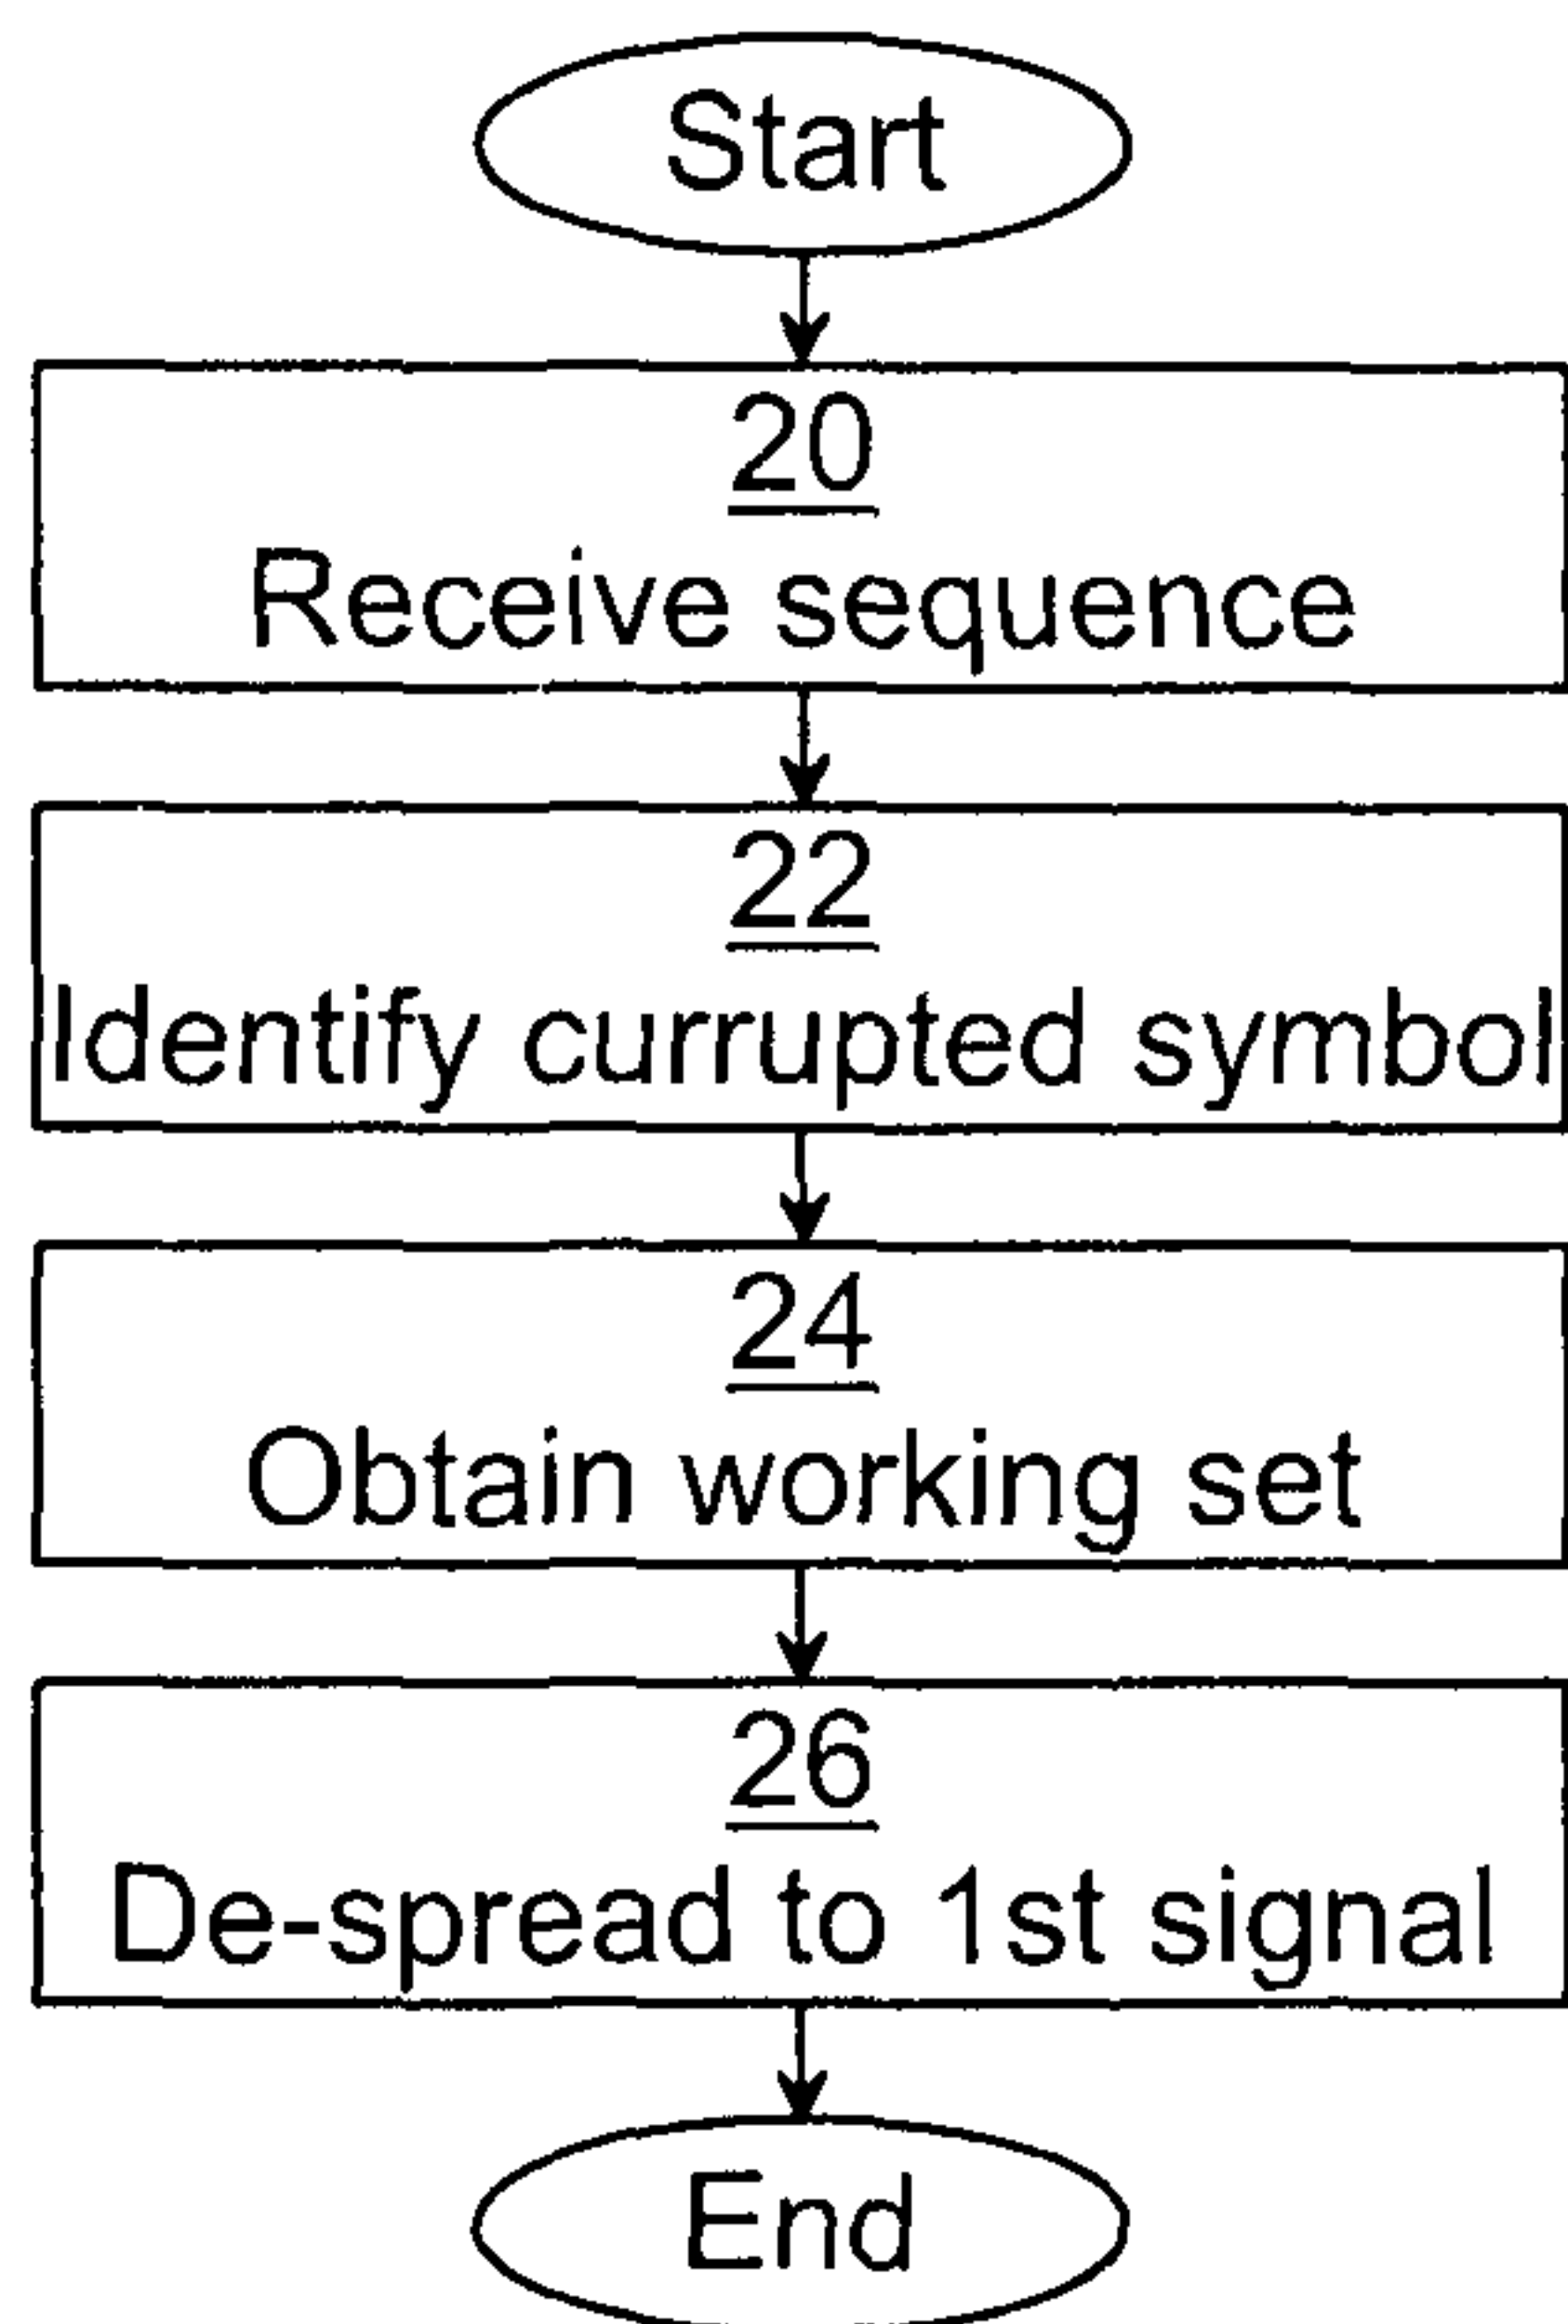 Start
20
Receive sequence
22
Identify currupted symbol
24
Obtain working set
26
De-spread to 1st signal
End